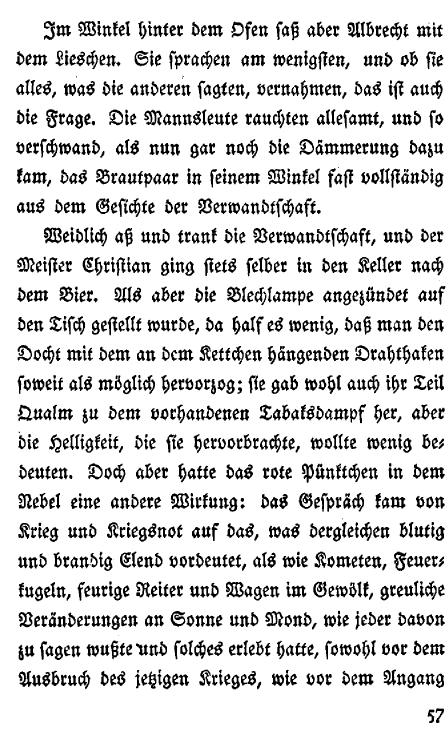 Im Winkel hinter dem Ofen saß aber Albrecht mit
dem Lieschen. Sie sprachen am wenigsten, und ob sie
alles, was die anderen sagten, vernahmen, das ist auch
die Frage. Die Mannsleute rauchten allesamt, und so
verschwand, als nun gar noch die Dämmerung dazu
kam, das Brautpaar in seinem Winkel fast vollständig
aus dem Gesichte der Verwandtschaft.
Weidlich aß und trank die Verwandtschaft, und der
Meister Christian ging stets selber in den Keller nach
dem Bier. Als aber die Blechlampe angezündet auf
den Tisch gestellt wurde, da half es wenig, daß man den
Docht mit dem an dem Kettchen hängenden Drahthaken
soweit als möglich hervorzog; sie gab wohl auch ihr Teil
Qualm zu dem vorhandenen Tabaksdampf her, aber
die Helligkeit, die sie hervorbrachte, wollte wenig be-
deuten. Doch aber hatte das rote Pünktchen in dem
Nebel eine andere Wirkung: das Gespräch kam von
Krieg und Kriegsnot auf das, was dergleichen blutig
und brandig Elend vordeutet, als wie Kometen, Feuer-
kugeln, feurige Reiter und Wagen im Gewölk, greuliche
Veränderungen an Sonne und Mond, wie jeder davon
zu sagen wußte und solches erlebt hatte, sowohl vor dem
Ausbruch des jetzigen Krieges, wie vor dem Angang
57